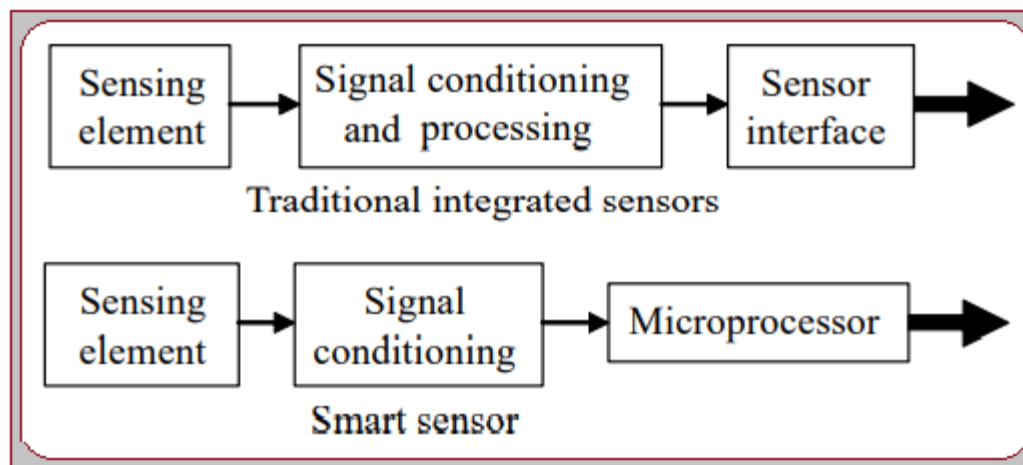 Sensing
element
Signal conditioning
and processing
Sensor
interface
Traditional integrated sensors
Sensing
element
Signal
conditioning
Microprocessor
Smart sensor